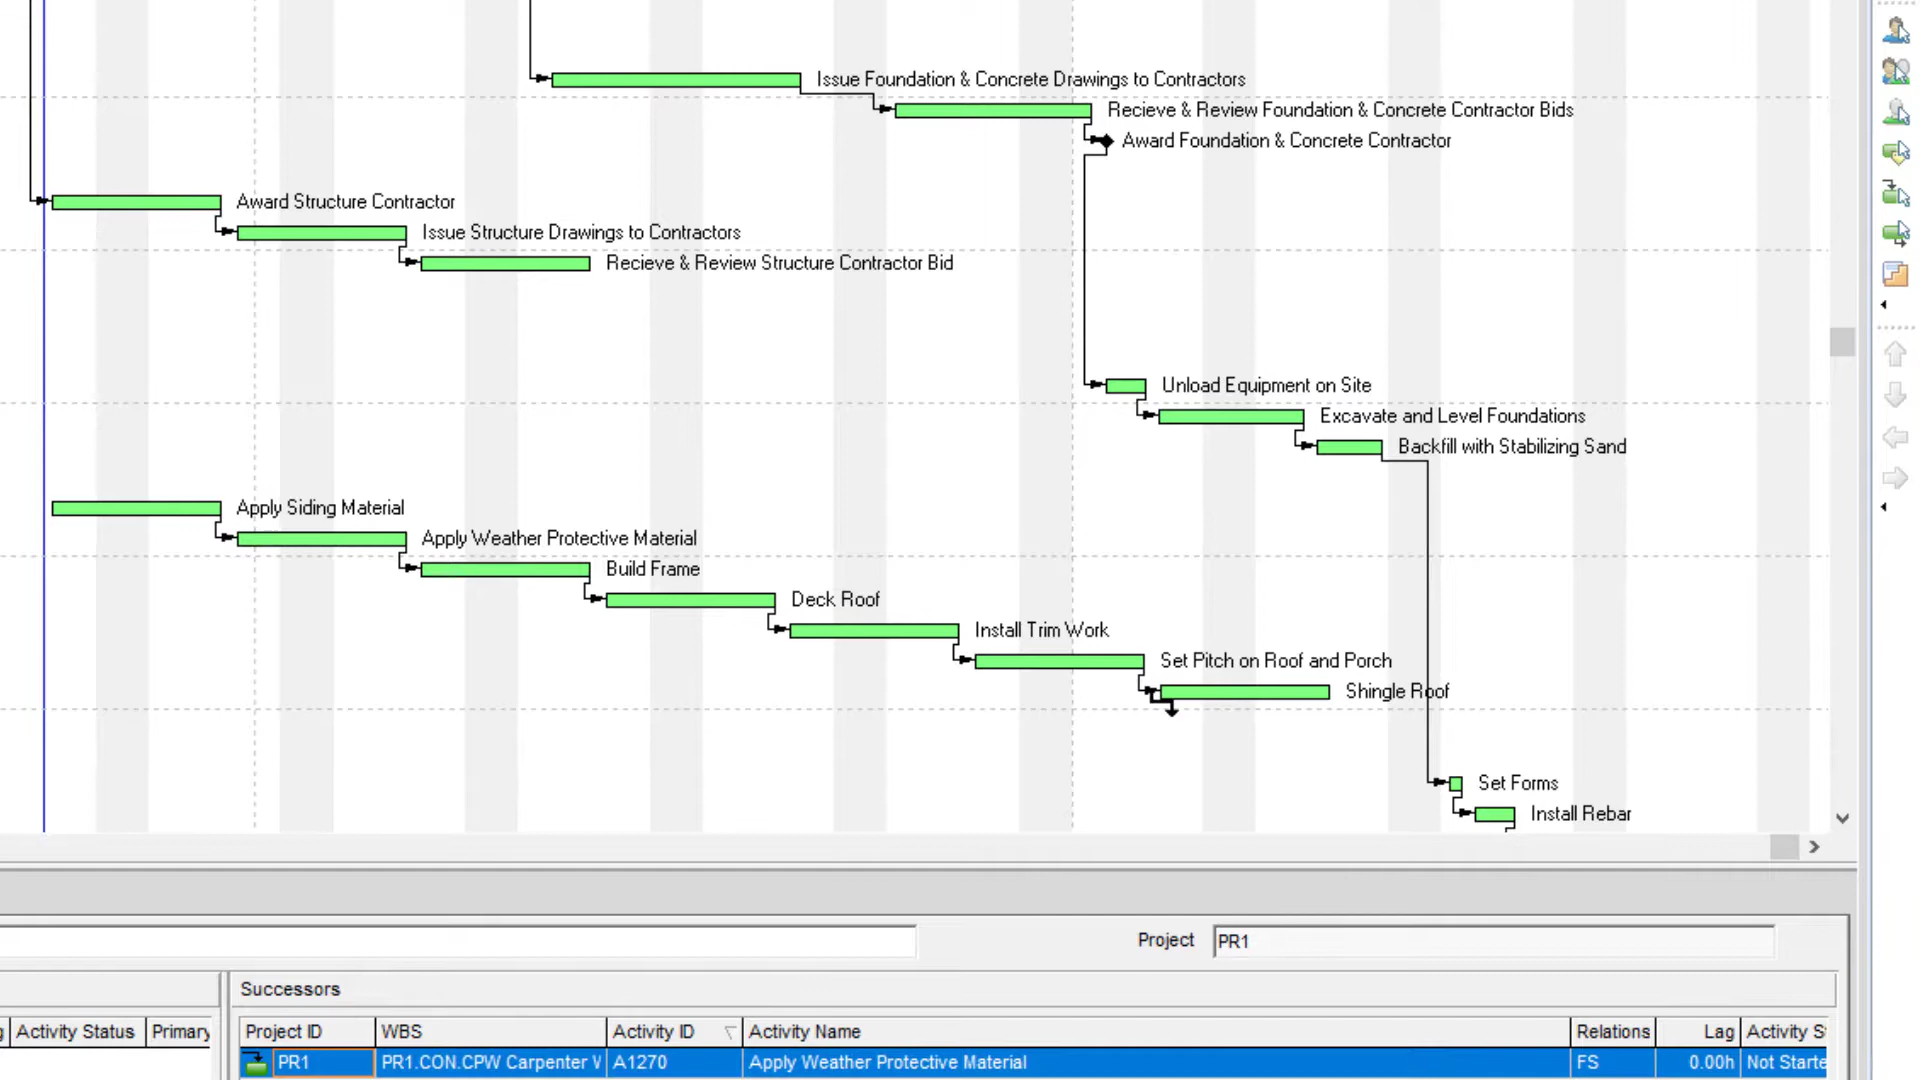 Issue Foundation & Concrete Drawings to Contractors
Recieve & Review Foundation & Concrete Contractor Bids
Award Foundation & Concrete Contractor
Award Structure Contractor
Issue Structure Drawings to Contractors
Recieve & Review Structure Contractor Bid
Unload Equipment on Site
Excavate and Level Foundations
Backfill with Stabilizing Sand
Apply Siding Material
Apply Weather Protective Material
Build Frame
Deck Roof
Install Trim Work
Set Pitch on Roof and Porch
Shingle Roof
Set Forms
Install Rebar
Project PR1
Successors
Activity Status Primary Project ID WBS Activity ID Activity Name Relations Lag Activity S
PR1 PR1.CON.CPW Carpenter W A1270 Apply Weather Protective Material FS 0.00h Not Starte